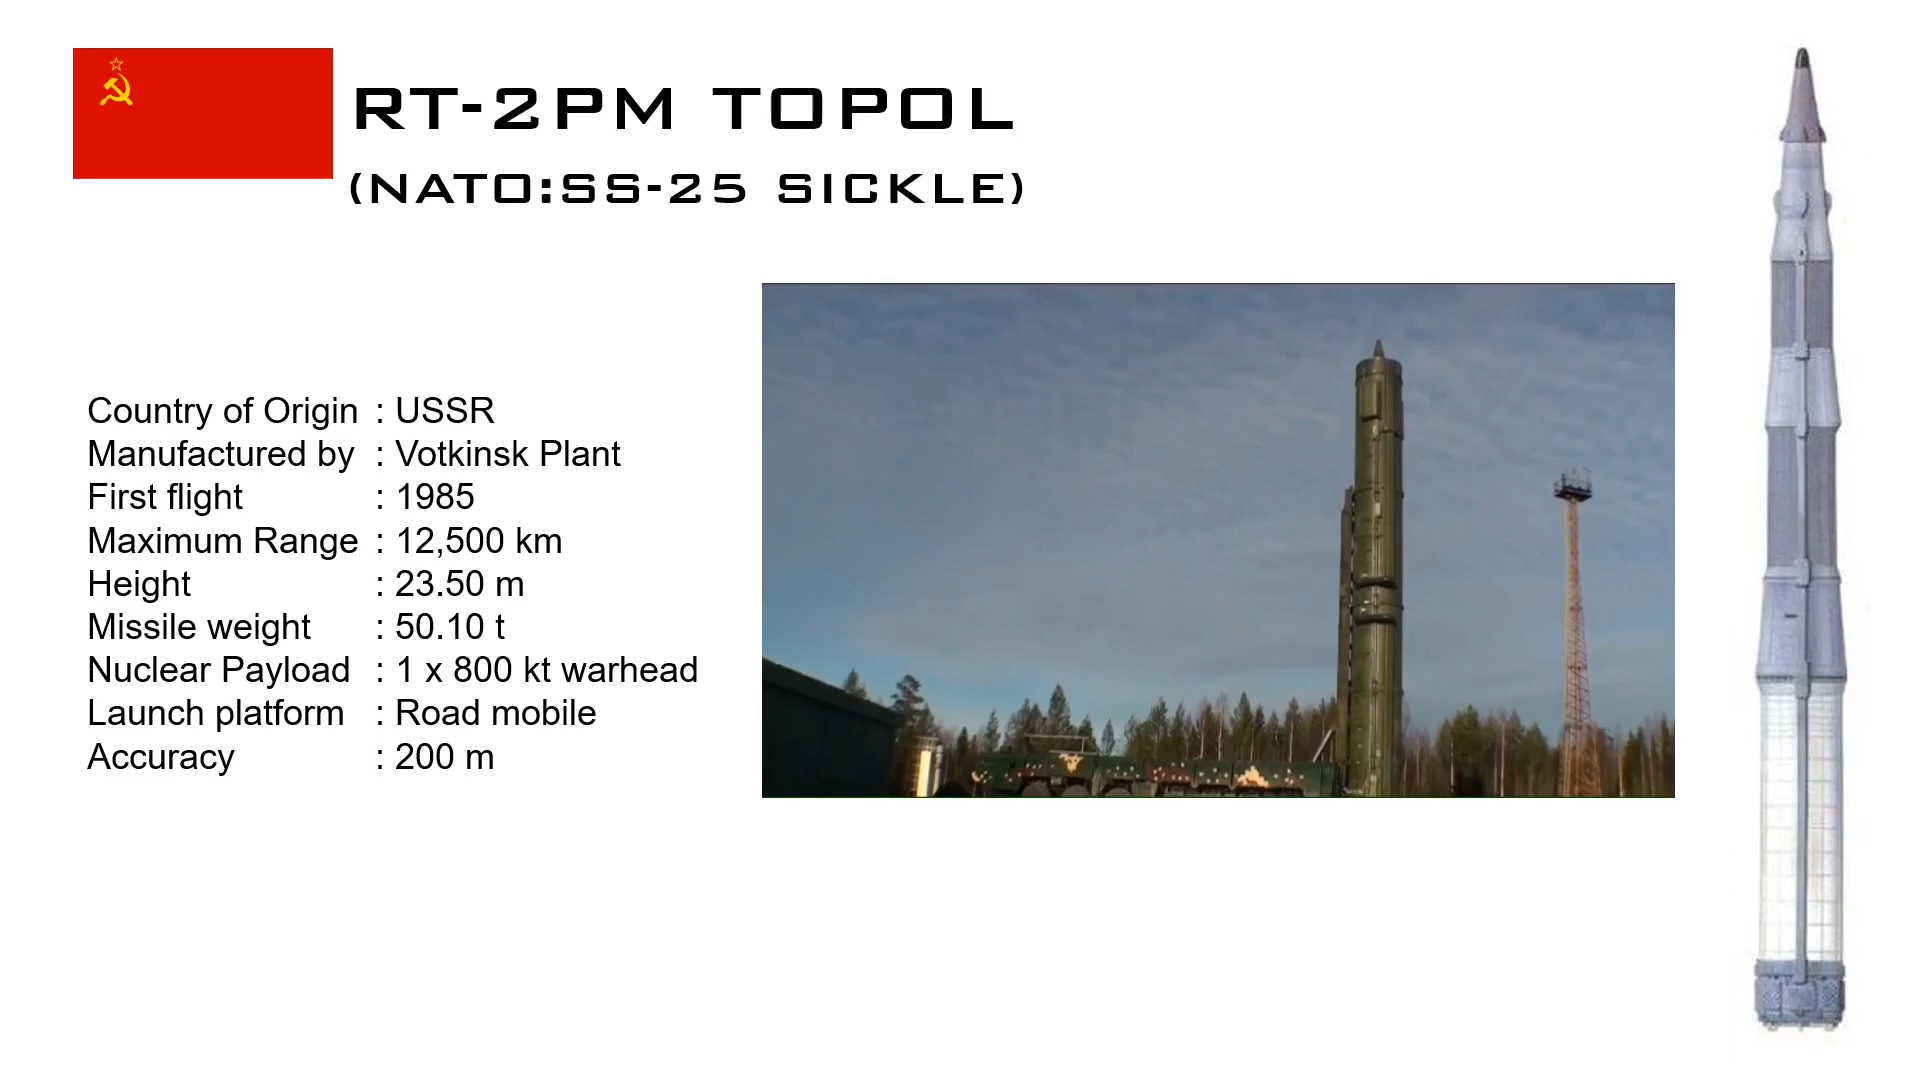 RT-2PM TOPOL
(NATO:SS-25 SICKLE)
Country of Origin : USSR
Manufactured by : Votkinsk Plant
First flight : 1985
Maximum Range : 12,500 km
Height : 23.50 m
Missile weight : 50.10 t
Nuclear Payload : 1 x 800 kt warhead
Launch platform : Road mobile
Accuracy : 200 m